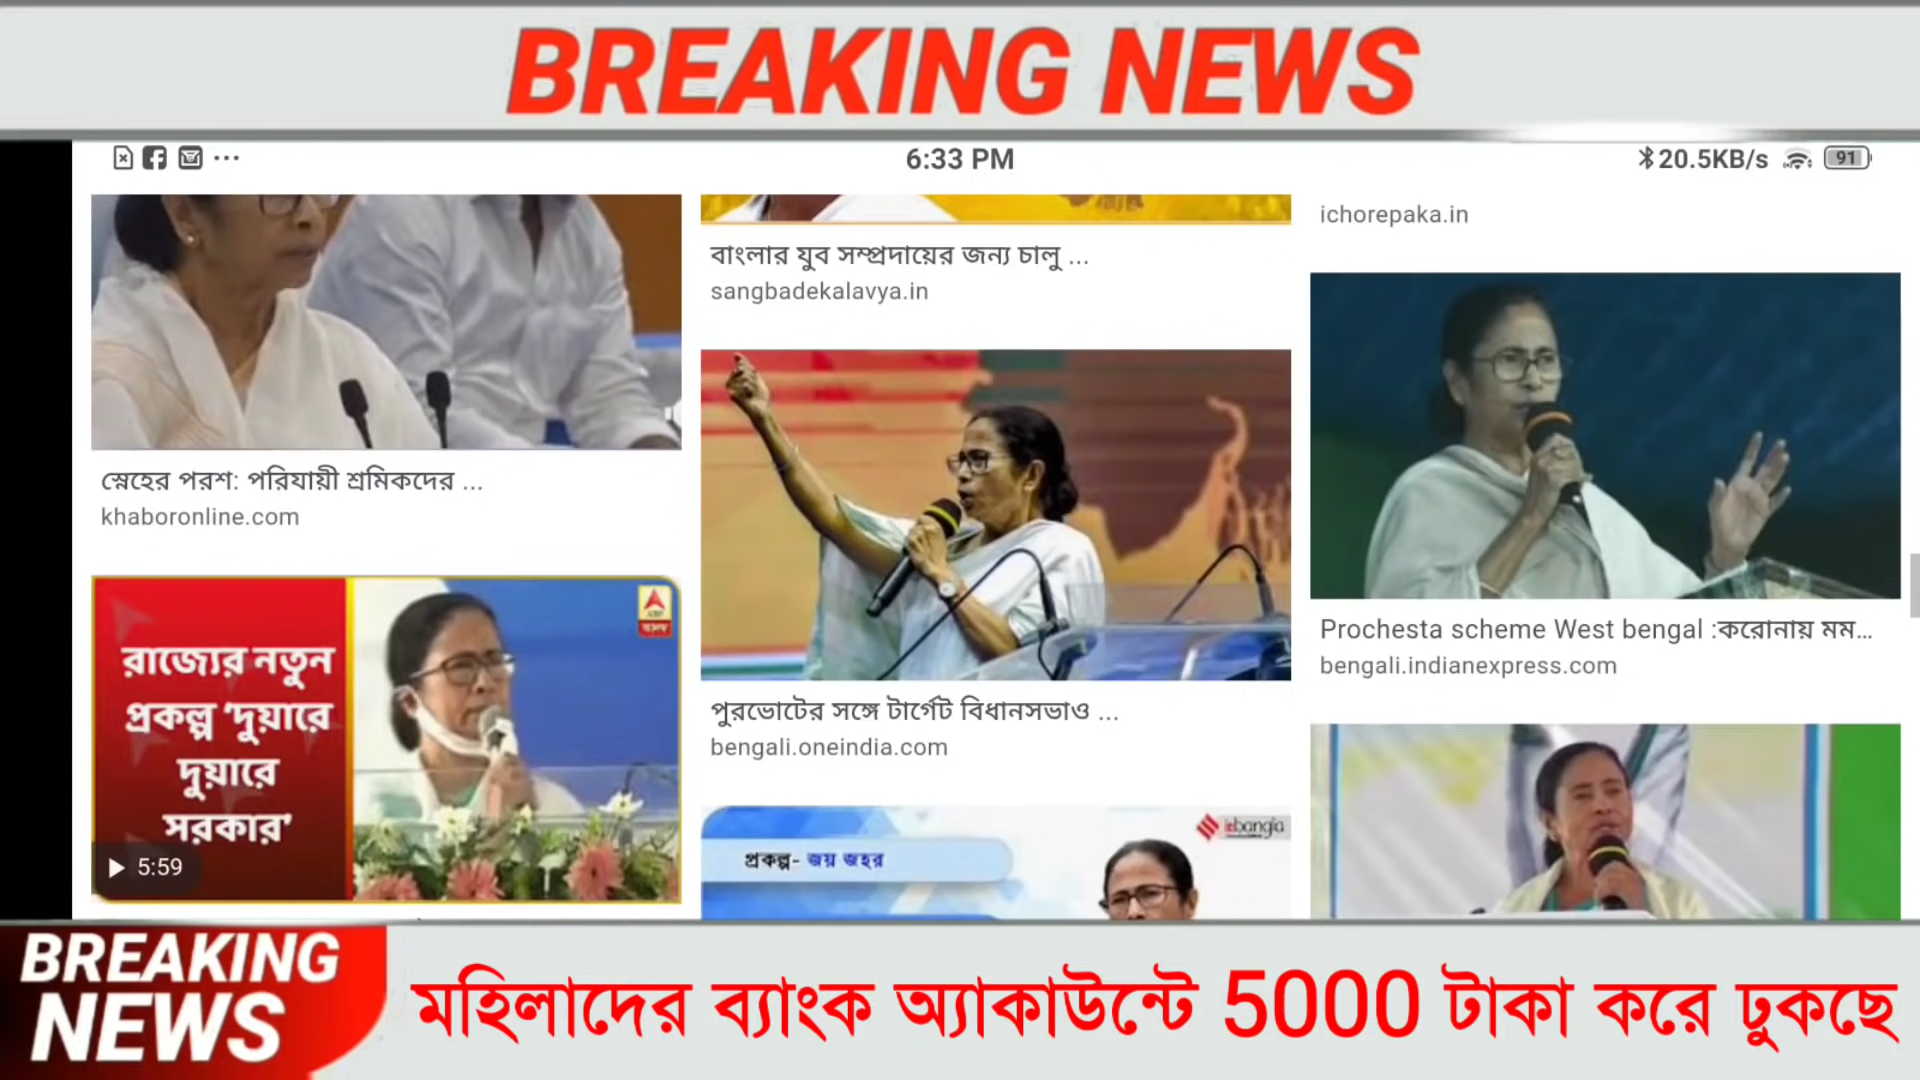 BREAKING NEWS
6:33 PM
20.5KB/s
91
স্নেহের পরশ: পরিযায়ী শ্রমিকদের ...
khaboronline.com
রাজ্যের নতুন
প্রকল্প 'দুয়ারে
দুয়ারে
সরকার'
5:59
বাংলার যুব সম্প্রদায়ের জন্য চালু ...
sangbadekalavya.in
পুরভোটের সঙ্গে টার্গেট বিধানসভাও ...
bengali.oneindia.com
iebangla
প্রকল্প- জয় জহর
ichorepaka.in
Prochesta scheme West bengal :করোনায় মম...
bengali.indianexpress.com
BREAKING
NEWS
মহিলাদের ব্যাংক অ্যাকাউন্টে 5000 টাকা করে ঢুকছে